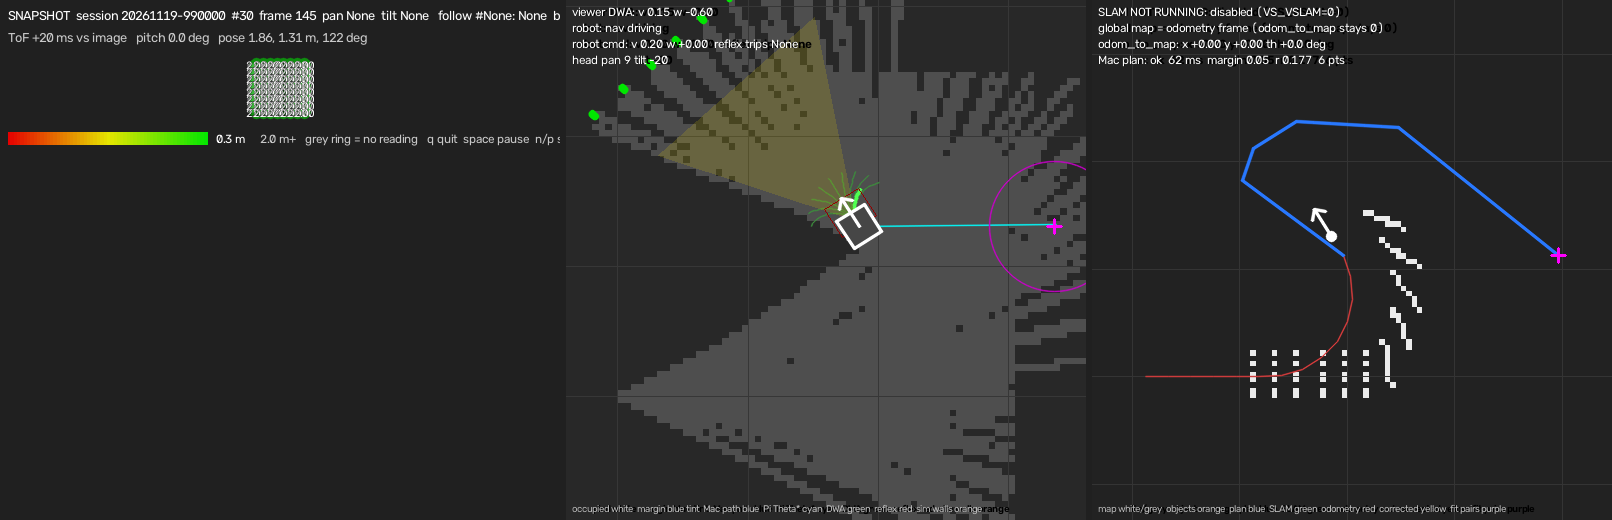 SNAPSHOT session 20261119-990000 #30 frame 145 pan None tilt None follow #None: None b
ToF +20 ms vs image pitch 0.0 deg pose 1.86, 1.31 m, 122 deg
0.3 m 2.0 m+ grey ring = no reading q quit space pause n/p s
viewer DWA: v 0.15 w -0.60
robot: nav driving
robot cmd: v 0.20 w +0.00 reflex trips None
head pan 9 tilt -20
occupied white margin blue tint Mac path blue Pi Theta* cyan DWA green reflex red sim walls orange
SLAM NOT RUNNING: disabled (VS_VSLAM=0)
global map = odometry frame (odom_to_map stays 0)
odom_to_map: x +0.00 y +0.00 th +0.0 deg
Mac plan: ok 62 ms margin 0.05 r 0.177 6 pts
map white/grey objects orange plan blue SLAM green odometry red corrected yellow fit pairs purple